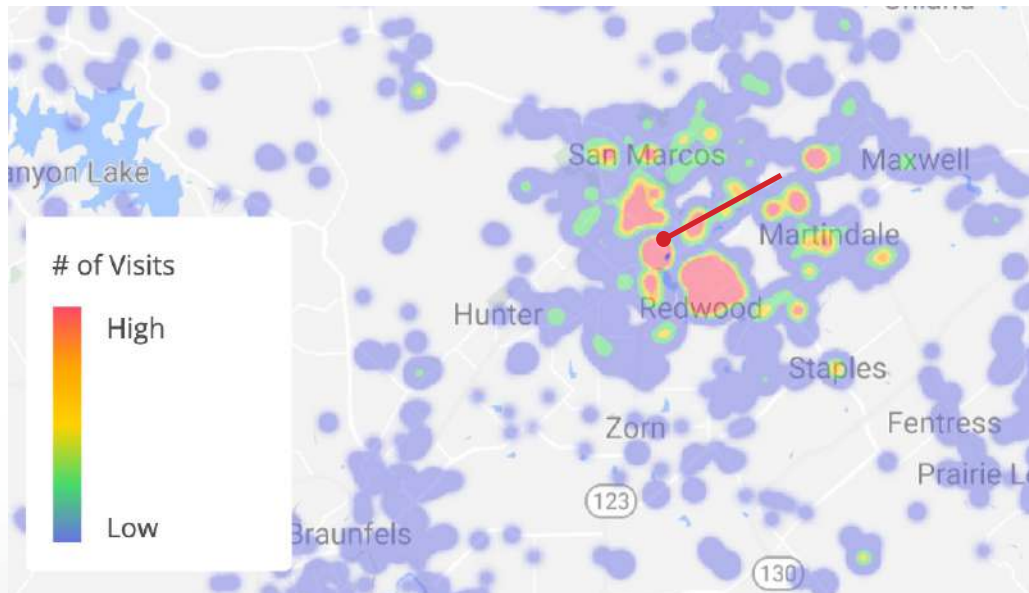 San Marcos
Maxwell
anyon Lake
Martindale
# of Visits
High
Low
Hunter
Redwood
Staples
Zorn
Fentress
Prairie Lo
123
Braunfels
130